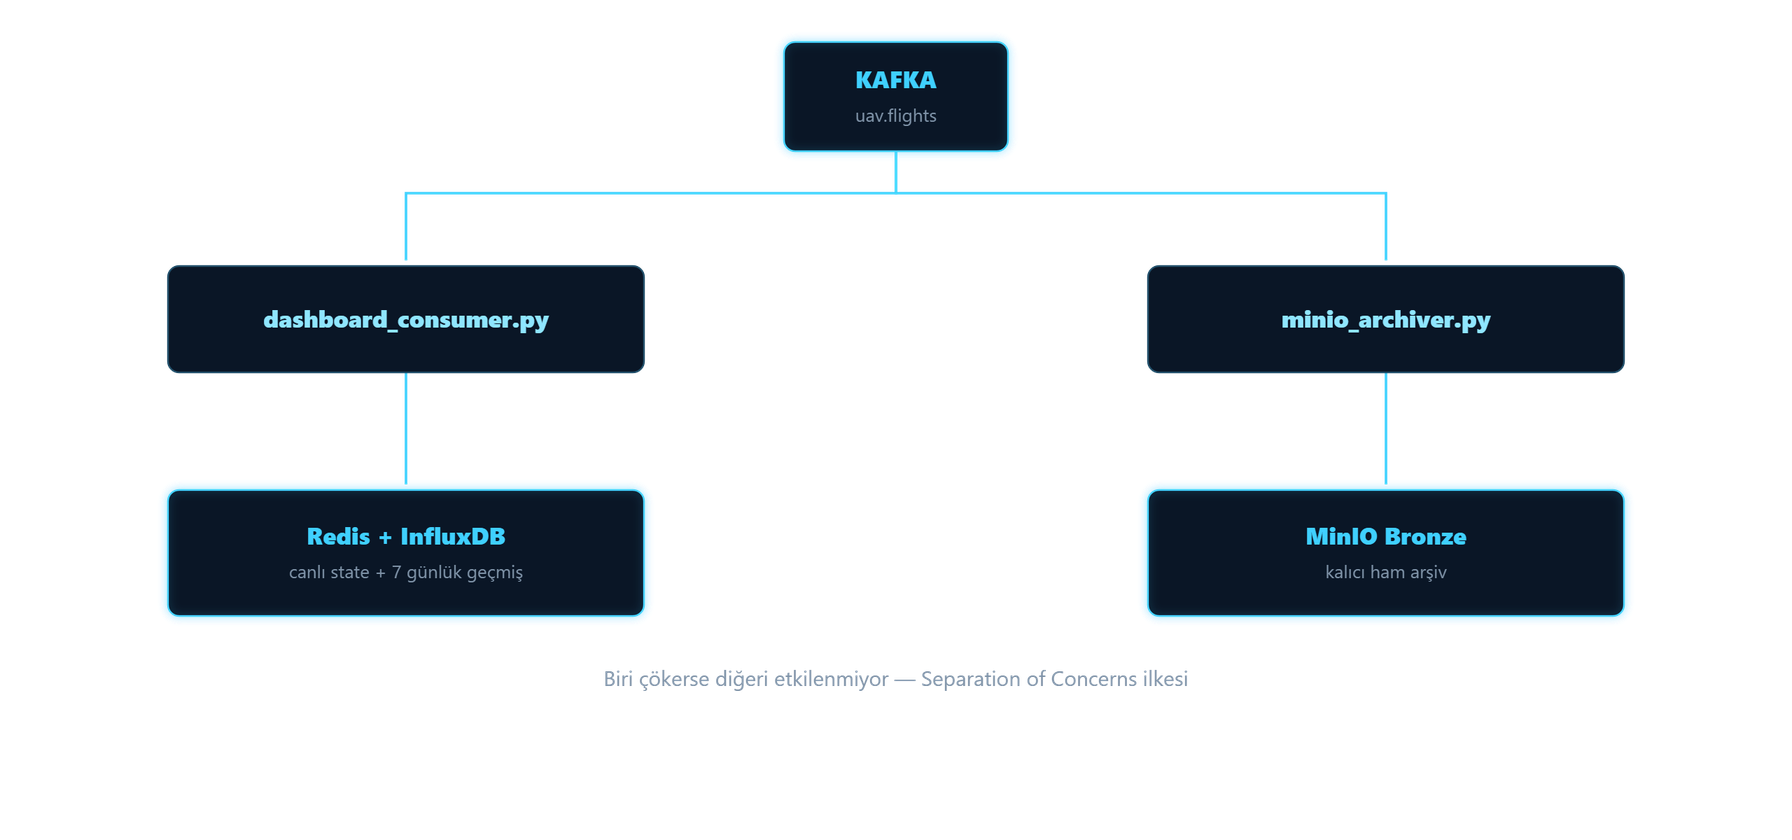 KAFKA
uav.flights
dashboard_consumer.py
minio_archiver.py
Redis + InfluxDB
canlı state + 7 günlük geçmiş
MinIO Bronze
kalıcı ham arşiv
Biri çökerse diğeri etkilenmiyor — Separation of Concerns ilkesi